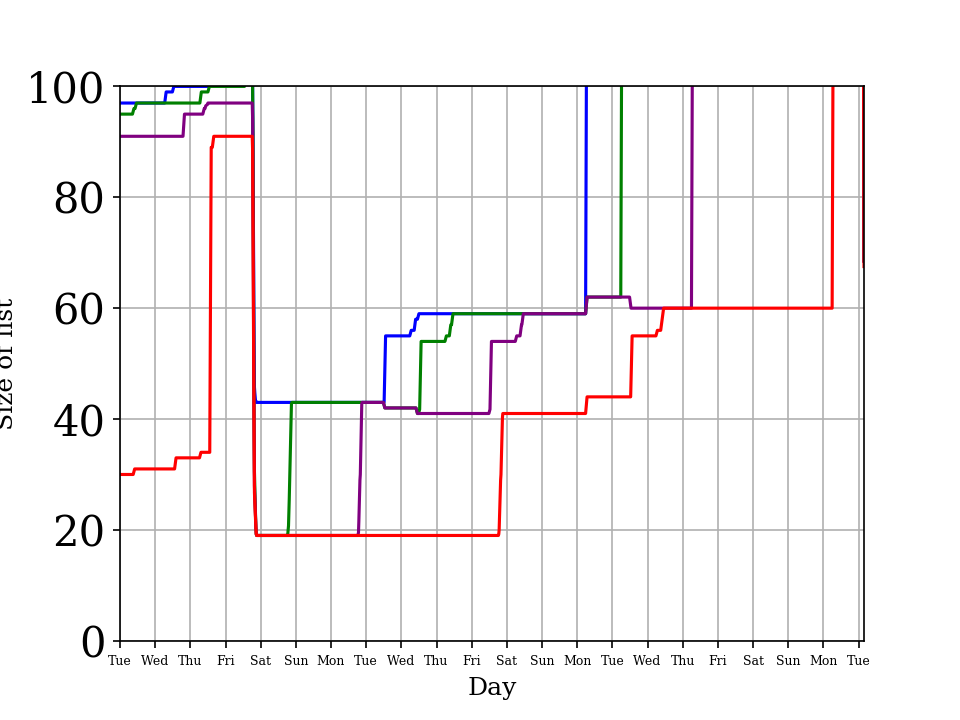 100
80
60
40
20
0
Size of list
Tue Wed Thu Fri Sat Sun Mon Tue Wed Thu Fri Sat Sun Mon Tue Wed Thu Fri Sat Sun Mon Tue
Day